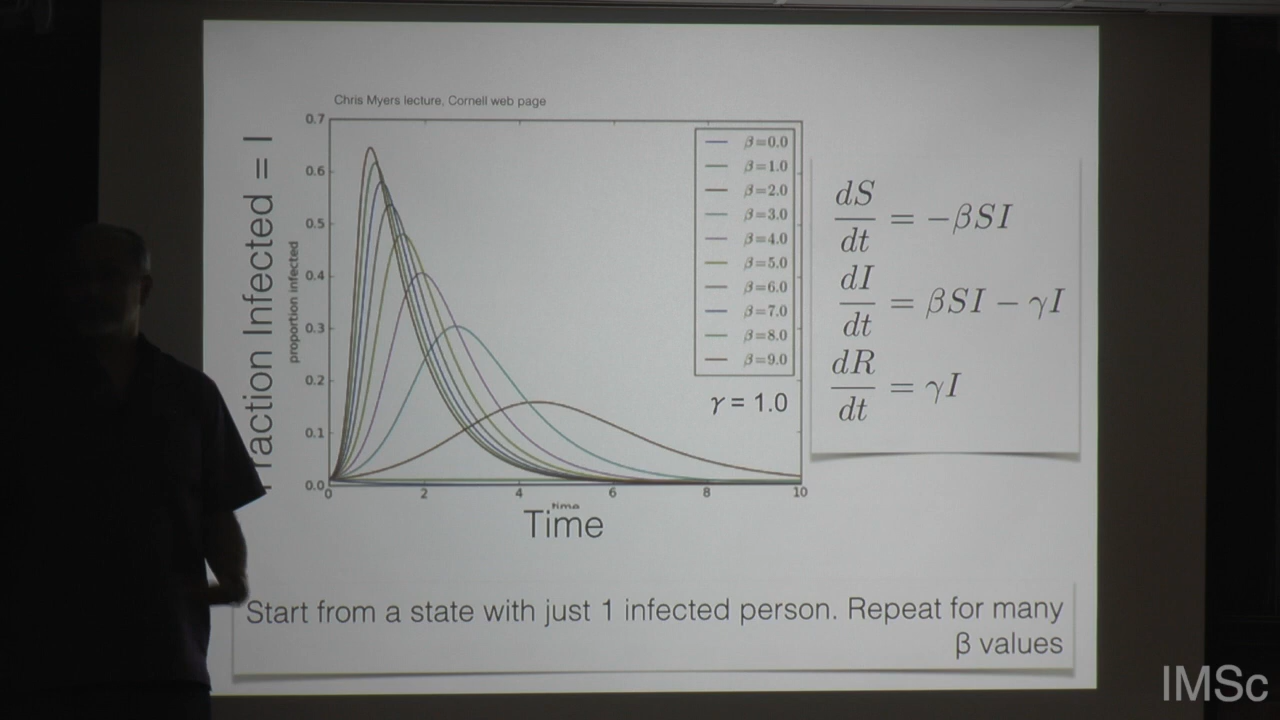 Chris Myers lecture, Cornell web page
raction Infected = I
proportion infected
0.7
0.6
0.5
0.4
0.3
0.2
0.1
0.0
0 2 4 6 8 10
time
Time
β=0.0
β=1.0
β=2.0
β=3.0
β=4.0
β=5.0
β=6.0
β=7.0
β=8.0
β=9.0
γ = 1.0
dS/dt = −βSI
dI/dt = βSI − γI
dR/dt = γI
Start from a state with just 1 infected person. Repeat for many
β values
IMSc